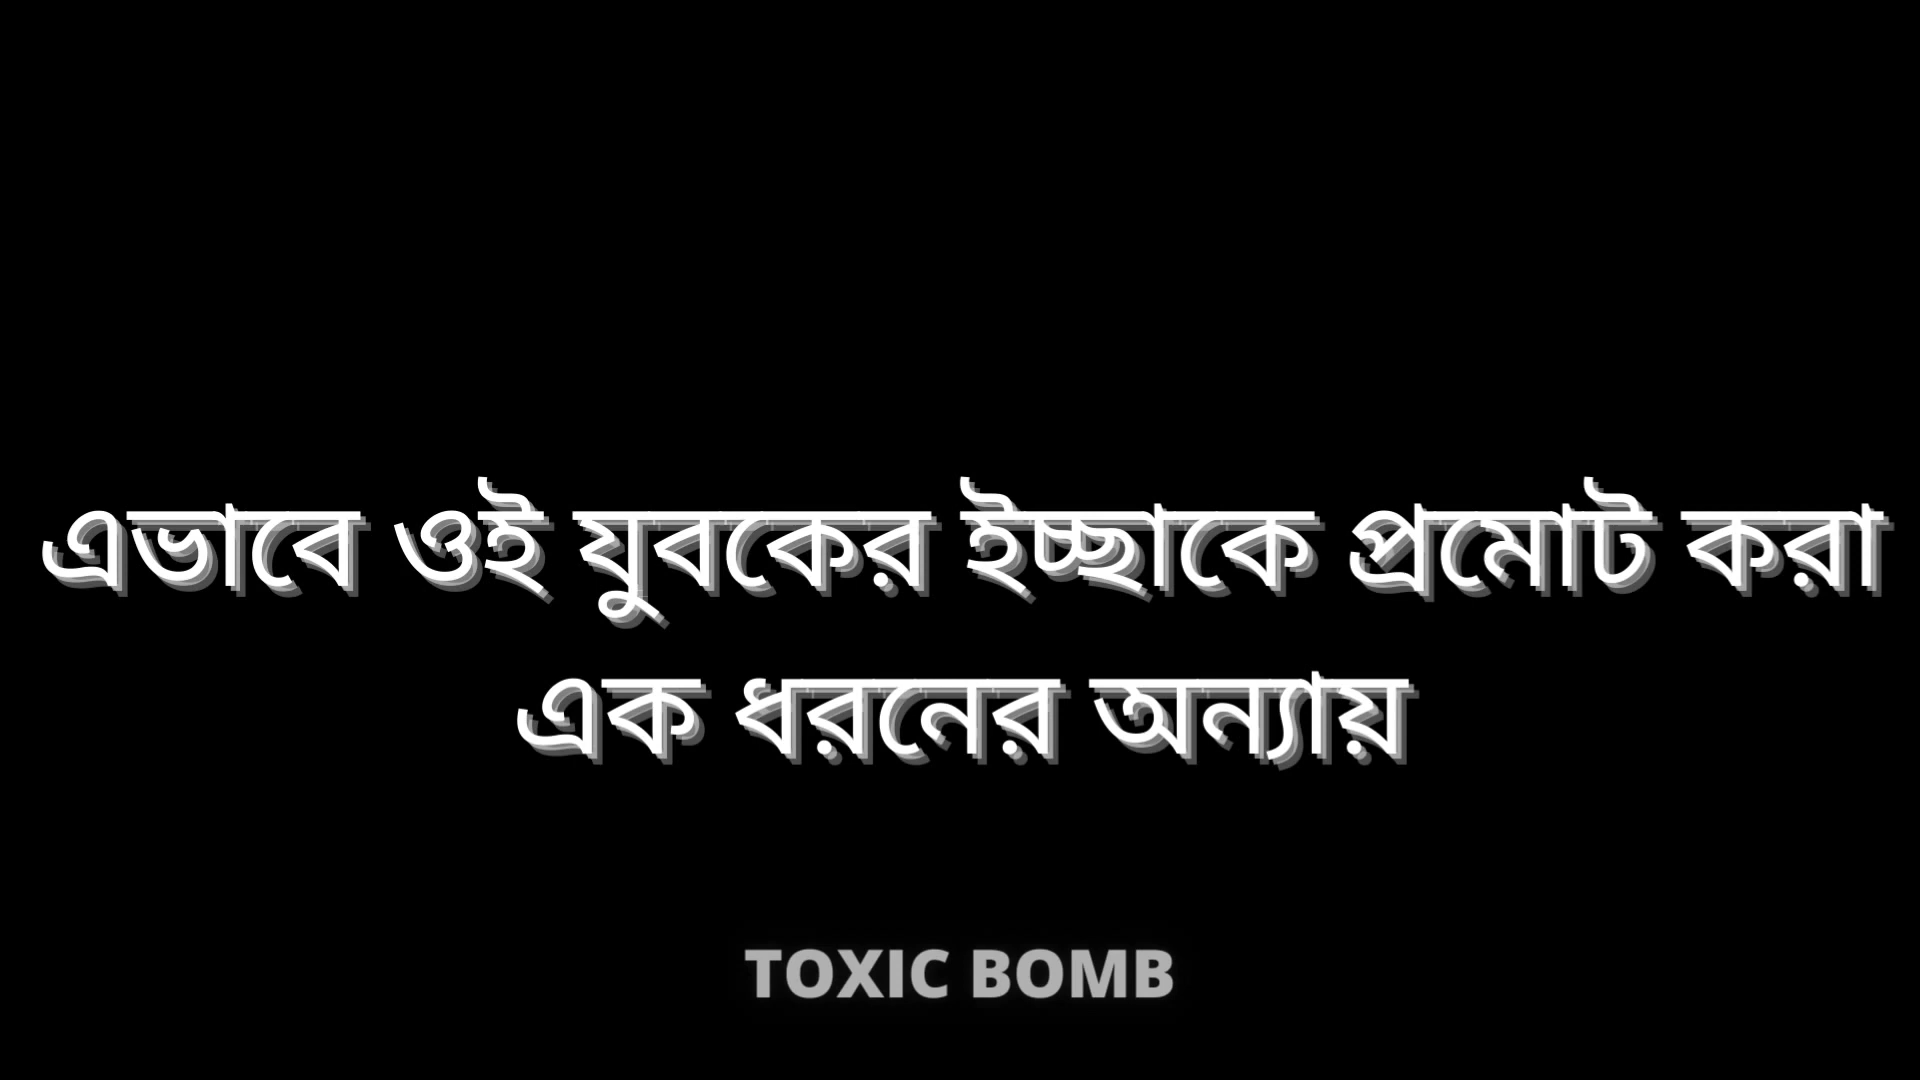 এভাবে ওই যুবকের ইচ্ছাকে প্রমোট করা
এক ধরনের অন্যায়
TOXIC BOMB